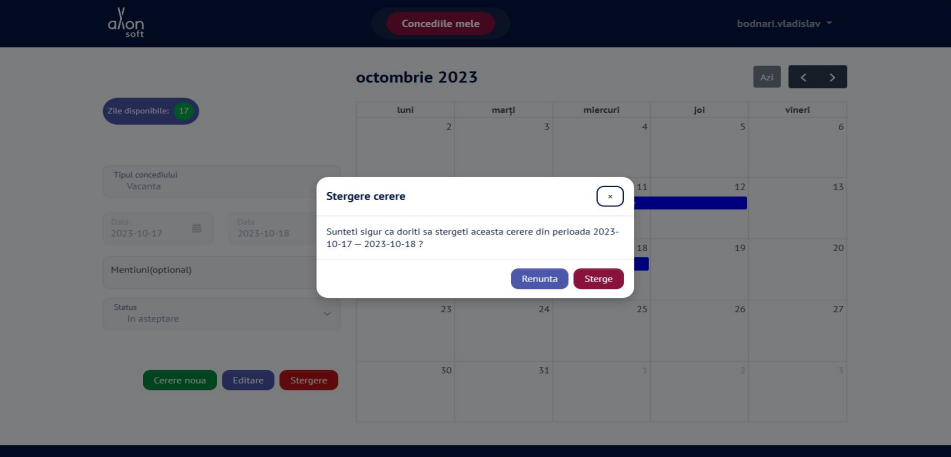 axon
soft
Concediile mele
bodnari.vladislav
octombrie 2023
Azi
Zile disponibile: 17
luni marți miercuri joi vineri
2 3 4 5 6
Tipul concediului
Vacanta
11 12 13
Data
2023-10-17
Data
2023-10-18
18 19 20
Mentiuni(optional)
Status
In asteptare
23 24 25 26 27
30 31 1 2 3
Cerere noua Editare Stergere
Stergere cerere
×
Sunteti sigur ca doriti sa stergeti aceasta cerere din perioada 2023-
10-17 — 2023-10-18 ?
Renunta Sterge